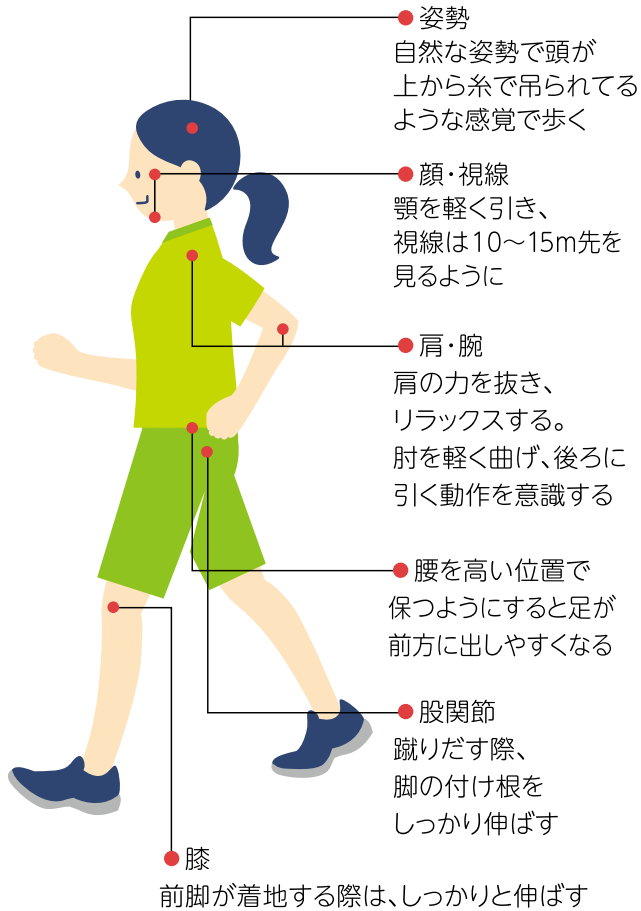 姿勢
自然な姿勢で頭が
上から糸で吊られてる
ような感覚で歩く
顔・視線
顎を軽く引き、
視線は10〜15m先を
見るように
肩・腕
肩の力を抜き、
リラックスする。
肘を軽く曲げ、後ろに
引く動作を意識する
腰を高い位置で
保つようにすると足が
前方に出しやすくなる
股関節
蹴りだす際、
脚の付け根を
しっかり伸ばす
膝
前脚が着地する際は、しっかりと伸ばす